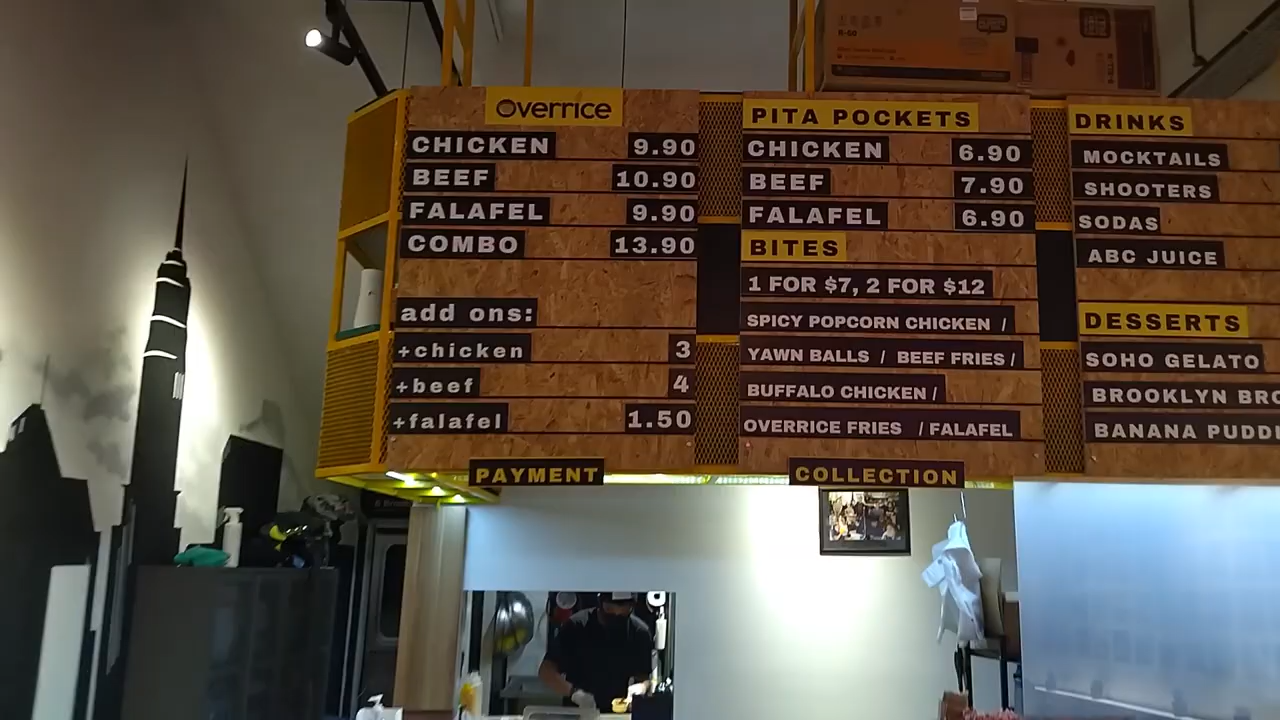 Overrice
CHICKEN 9.90
BEEF 10.90
FALAFEL 9.90
COMBO 13.90
add ons:
+chicken 3
+beef 4
+falafel 1.50
PAYMENT
PITA POCKETS
CHICKEN 6.90
BEEF 7.90
FALAFEL 6.90
BITES
1 FOR $7, 2 FOR $12
SPICY POPCORN CHICKEN /
YAWN BALLS / BEEF FRIES /
BUFFALO CHICKEN /
OVERRICE FRIES / FALAFEL
COLLECTION
DRINKS
MOCKTAILS
SHOOTERS
SODAS
ABC JUICE
DESSERTS
SOHO GELATO
BROOKLYN BRO
BANANA PUDDI